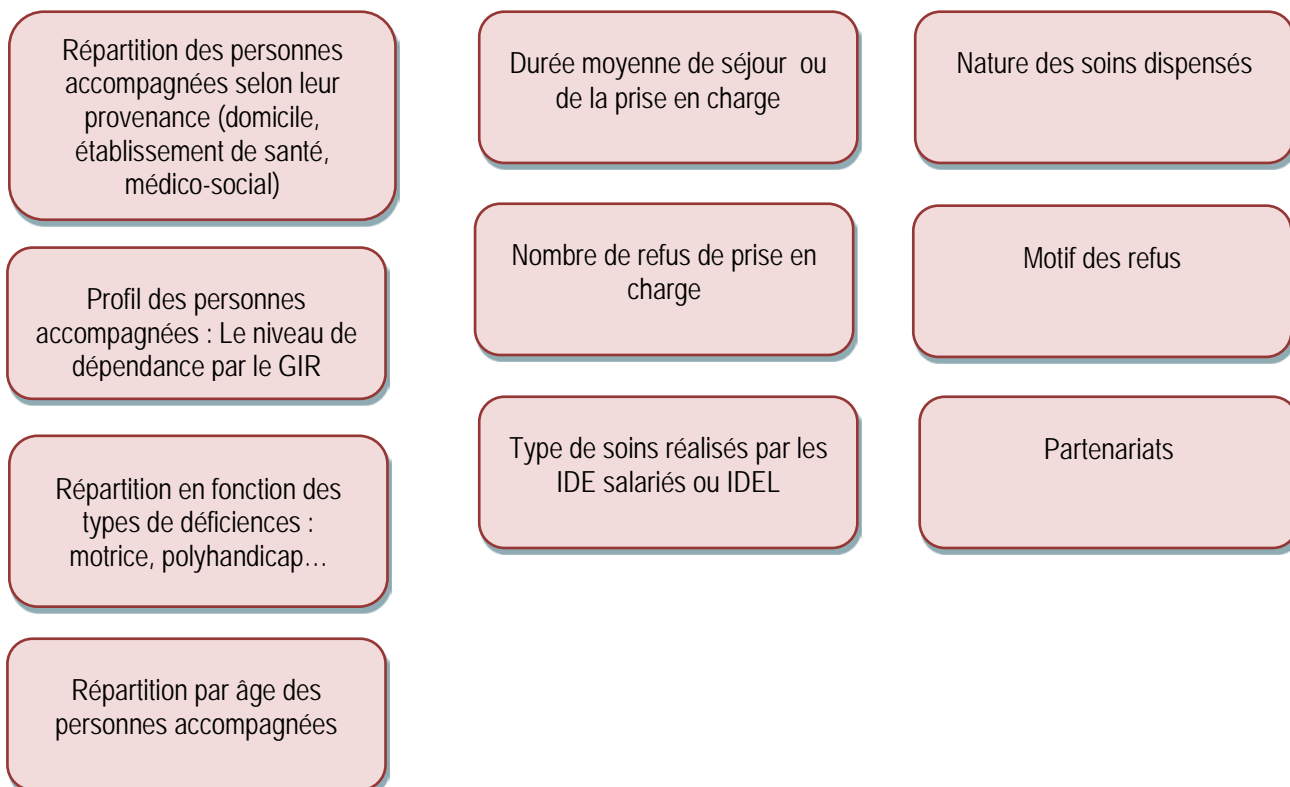 Répartition des personnes
accompagnées selon leur
provenance (domicile,
établissement de santé,
médico-social)
Profil des personnes
accompagnées : Le niveau de
dépendance par le GIR
Répartition en fonction des
types de déficiences :
motrice, polyhandicap…
Répartition par âge des
personnes accompagnées
Durée moyenne de séjour ou
de la prise en charge
Nombre de refus de prise en
charge
Type de soins réalisés par les
IDE salariés ou IDEL
Nature des soins dispensés
Motif des refus
Partenariats